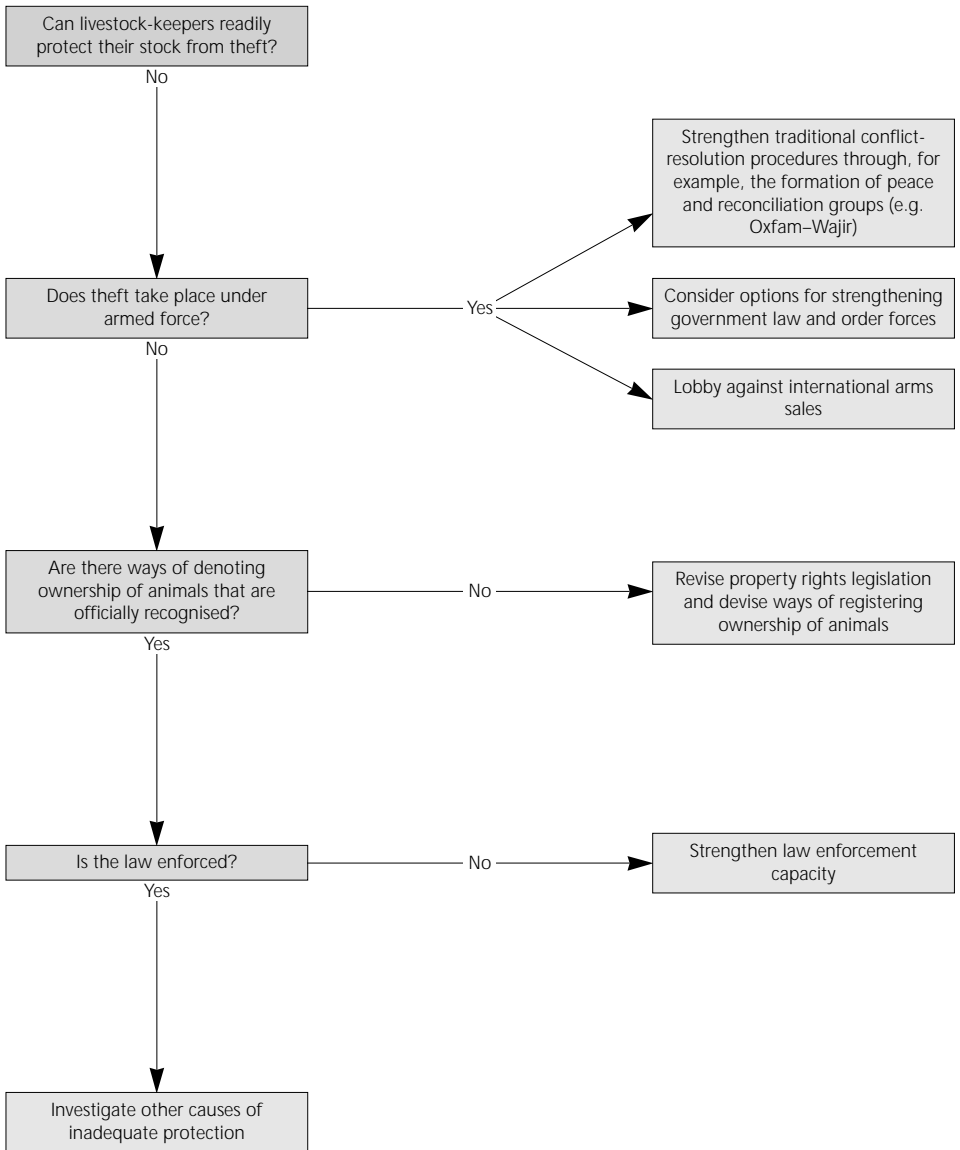 Can livestock-keepers readily
protect their stock from theft?
No
Strengthen traditional conflict-
resolution procedures through, for
example, the formation of peace
and reconciliation groups (e.g.
Oxfam–Wajir)
Does theft take place under
armed force?
Yes
Consider options for strengthening
government law and order forces
No
Lobby against international arms
sales
Are there ways of denoting
ownership of animals that are
officially recognised?
No
Revise property rights legislation
and devise ways of registering
ownership of animals
Yes
Is the law enforced?
No
Strengthen law enforcement
capacity
Yes
Investigate other causes of
inadequate protection